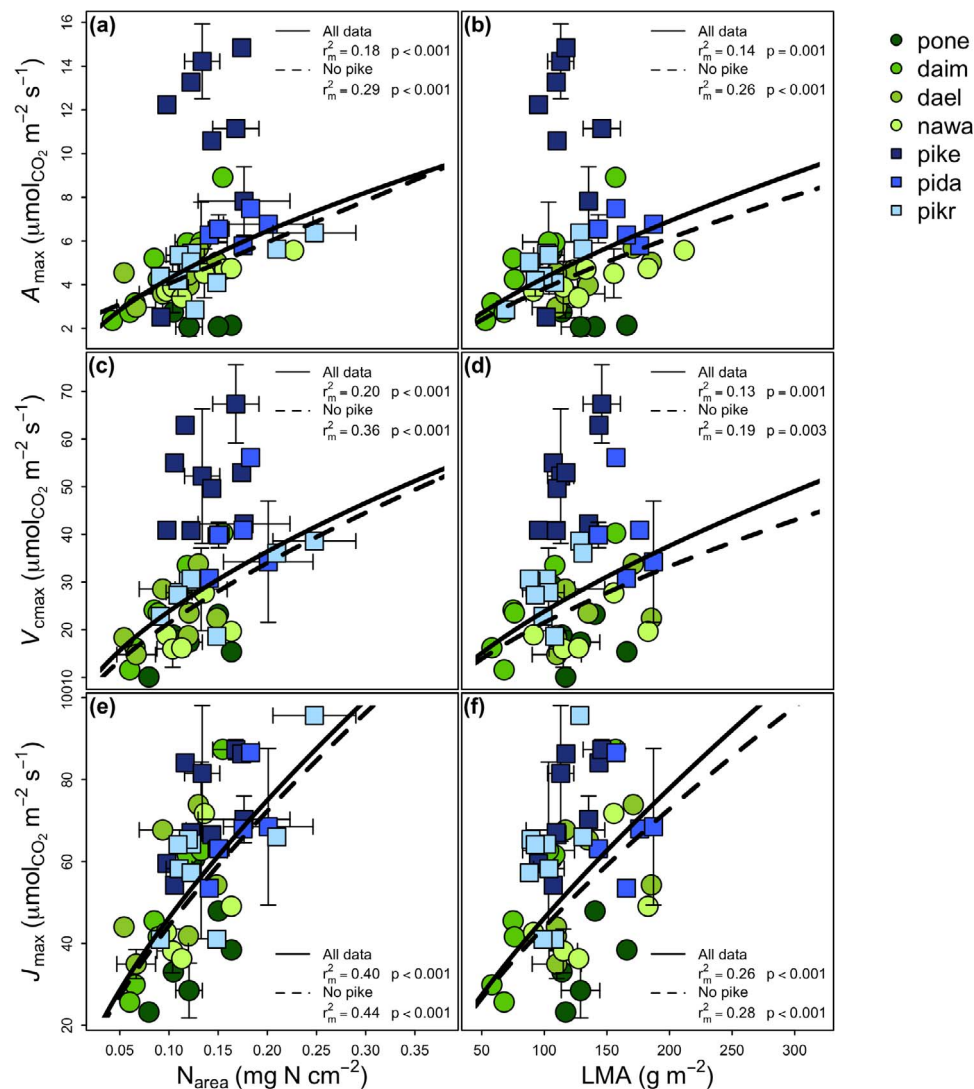 (a)
All data
r²ₘ = 0.18 p < 0.001
No pike
r²ₘ = 0.29 p < 0.001
16
14
12
10
8
6
4
2
Amax (μmolCO₂ m⁻² s⁻¹)
(b)
All data
r²ₘ = 0.14 p = 0.001
No pike
r²ₘ = 0.26 p < 0.001
pone
daim
dael
nawa
pike
pida
pikr
(c)
All data
r²ₘ = 0.20 p < 0.001
No pike
r²ₘ = 0.36 p < 0.001
70
60
50
40
30
20
10
Vcmax (μmolCO₂ m⁻² s⁻¹)
(d)
All data
r²ₘ = 0.13 p = 0.001
No pike
r²ₘ = 0.19 p = 0.003
(e)
All data
r²ₘ = 0.40 p < 0.001
No pike
r²ₘ = 0.44 p < 0.001
100
80
60
40
20
Jmax (μmolCO₂ m⁻² s⁻¹)
0.05 0.10 0.15 0.20 0.25 0.30 0.35
Narea (mg N cm⁻²)
(f)
All data
r²ₘ = 0.26 p < 0.001
No pike
r²ₘ = 0.28 p < 0.001
50 100 150 200 250 300
LMA (g m⁻²)